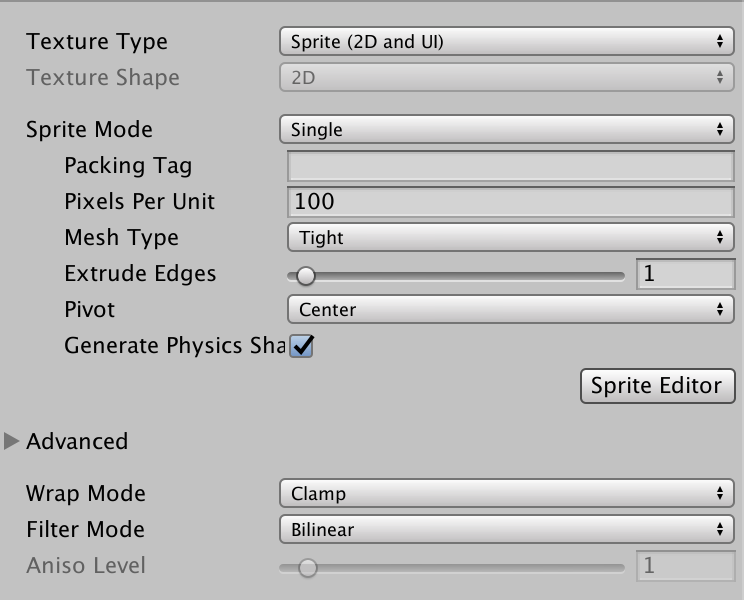 Texture Type Sprite (2D and UI)
Texture Shape 2D
Sprite Mode Single
Packing Tag
Pixels Per Unit 100
Mesh Type Tight
Extrude Edges 1
Pivot Center
Generate Physics Sha
Sprite Editor
Advanced
Wrap Mode Clamp
Filter Mode Bilinear
Aniso Level 1